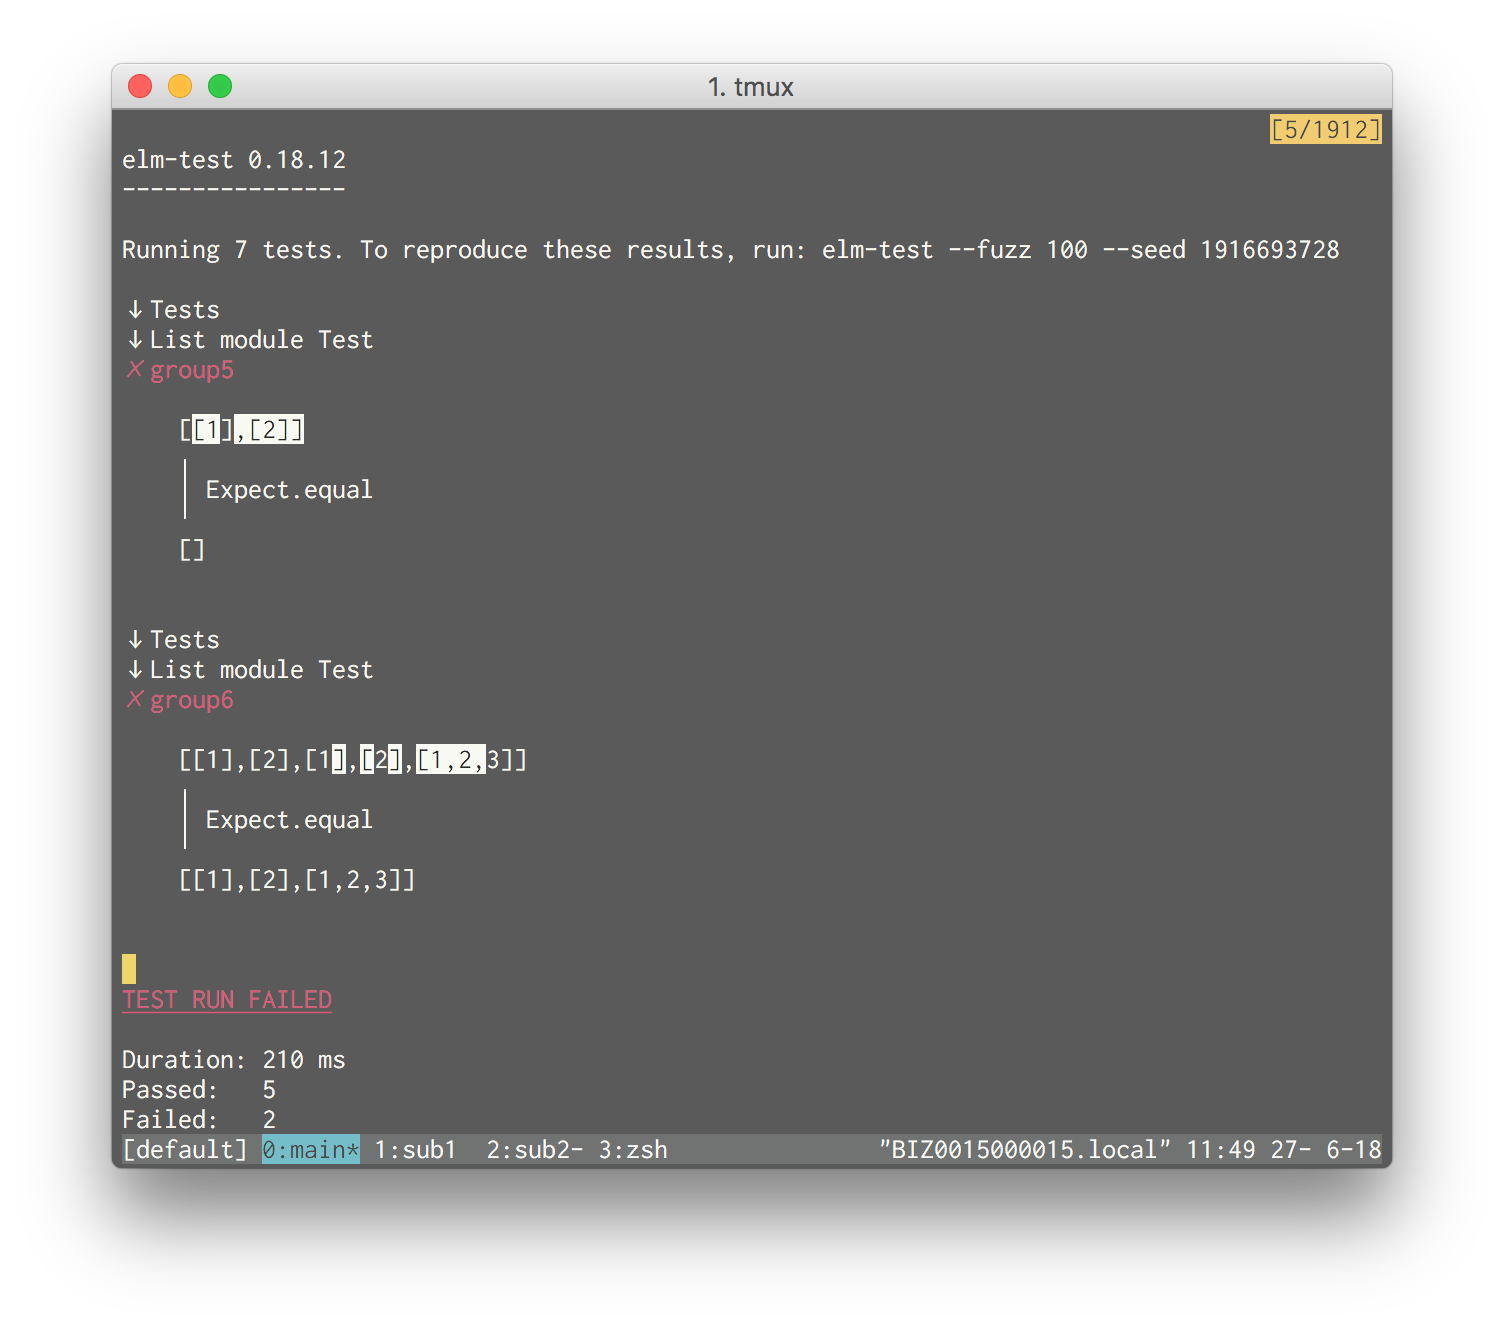 1. tmux
[5/1912]
elm-test 0.18.12
----------------
Running 7 tests. To reproduce these results, run: elm-test --fuzz 100 --seed 1916693728
↓ Tests
↓ List module Test
✗ group5
[[1],[2]]
Expect.equal
[]
↓ Tests
↓ List module Test
✗ group6
[[1],[2],[1],[2],[1,2,3]]
Expect.equal
[[1],[2],[1,2,3]]
TEST RUN FAILED
Duration: 210 ms
Passed:   5
Failed:   2
[default] 0:main* 1:sub1  2:sub2- 3:zsh "BIZ0015000015.local" 11:49 27- 6-18